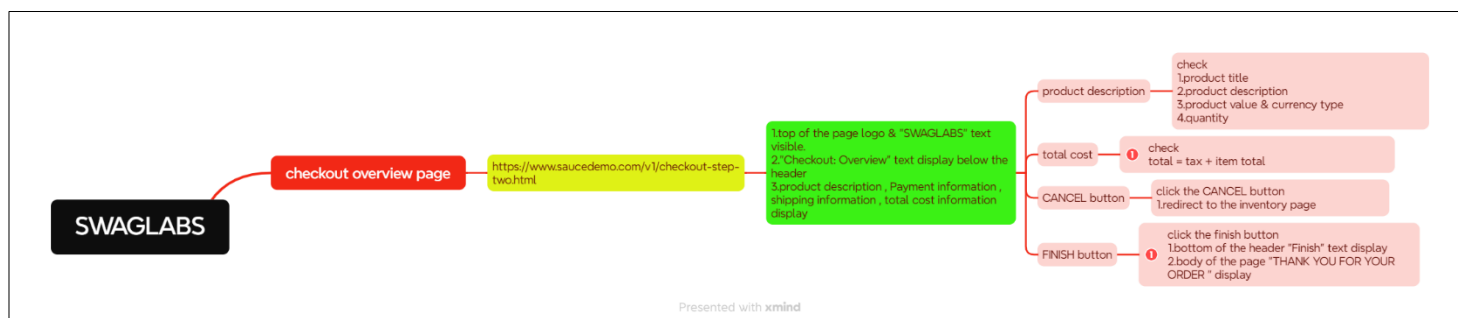 SWAGLABS
checkout overview page
https://www.saucedemo.com/v1/checkout-step-
two.html
1.top of the page logo & "SWAGLABS" text
visible.
2."Checkout: Overview" text display below the
header
3.product description , Payment information ,
shipping information , total cost information
display
product description
check
1.product title
2.product description
3.product value & currency type
4.quantity
total cost
1
check
total = tax + item total
CANCEL button
click the CANCEL button
1.redirect to the inventory page
FINISH button
1
click the finish button
1.bottom of the header "Finish" text display
2.body of the page "THANK YOU FOR YOUR
ORDER " display
Presented with xmind